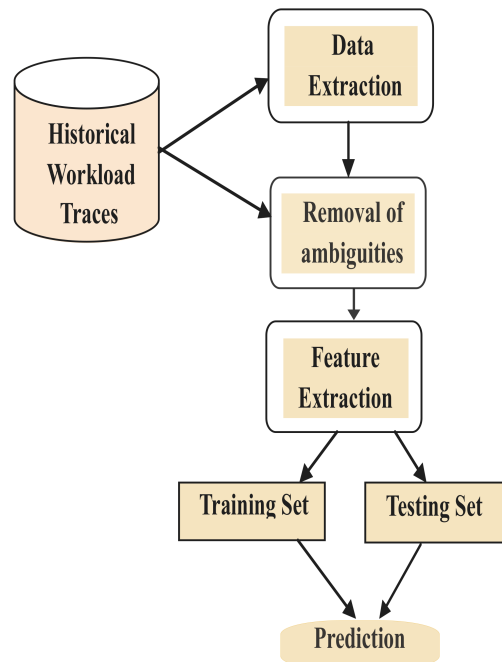 Data
Extraction
Historical
Workload
Traces
Removal of
ambiguities
Feature
Extraction
Training Set
Testing Set
Prediction